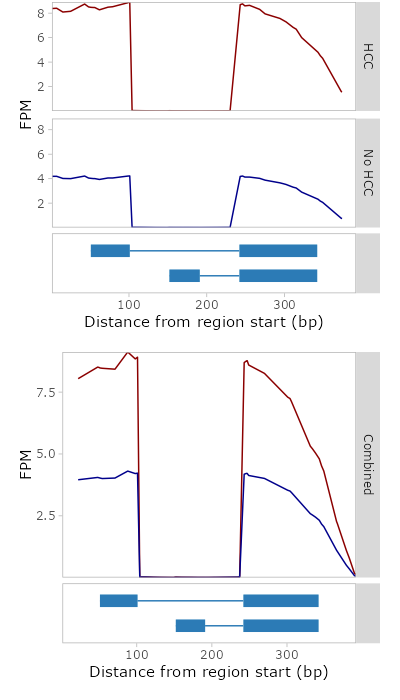 8
6
4
2
HCC
FPM
8
6
4
2
No HCC
100 200 300
Distance from region start (bp)
7.5
5.0
2.5
FPM
Combined
100 200 300
Distance from region start (bp)